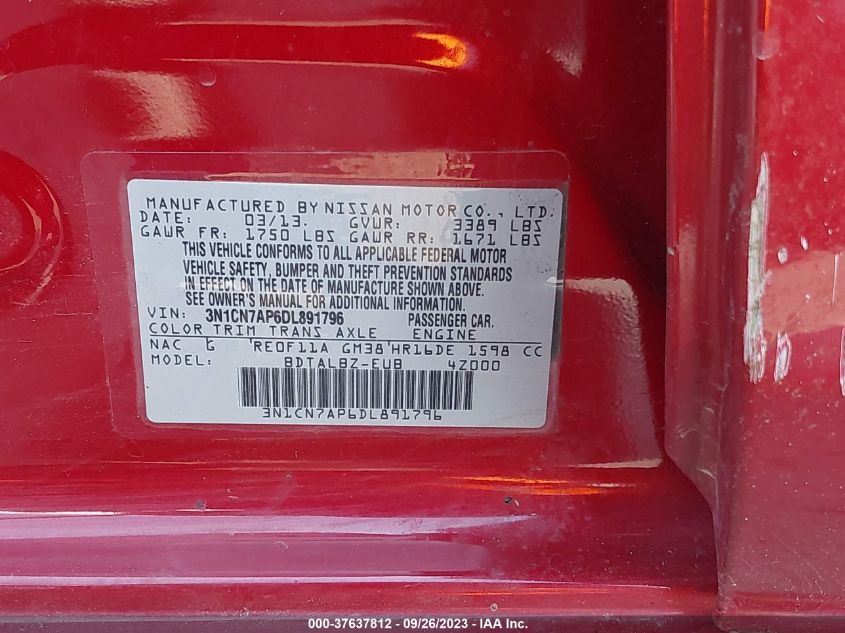 MANUFACTURED BY NISSAN MOTOR CO., LTD.
DATE: 03/13. GVWR: 3389 LBS
GAWR FR: 1750 LBS GAWR RR: 1671 LBS
THIS VEHICLE CONFORMS TO ALL APPLICABLE FEDERAL MOTOR
VEHICLE SAFETY, BUMPER AND THEFT PREVENTION STANDARDS
IN EFFECT ON THE DATE OF MANUFACTURE SHOWN ABOVE.
SEE OWNER'S MANUAL FOR ADDITIONAL INFORMATION.
VIN: 3N1CN7AP6DL891796 PASSENGER CAR.
COLOR TRIM TRANS AXLE ENGINE
NAC G 'RE0F11A GM38'HR16DE 1598 CC
MODEL: BDTALBZ-EUB 4Z000
3N1CN7AP6DL891796
000-37637812 - 09/26/2023 - IAA Inc.